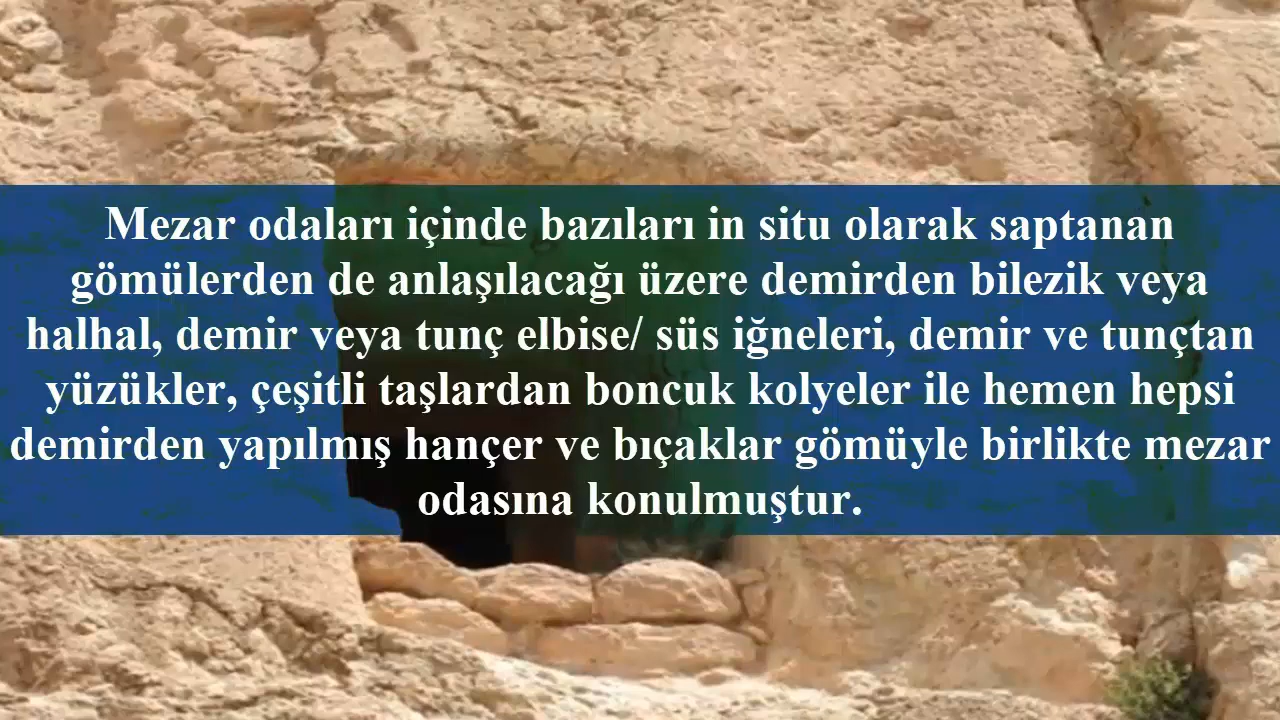 Mezar odaları içinde bazıları in situ olarak saptanan
gömülerden de anlaşılacağı üzere demirden bilezik veya
halhal, demir veya tunç elbise/ süs iğneleri, demir ve tunçtan
yüzükler, çeşitli taşlardan boncuk kolyeler ile hemen hepsi
demirden yapılmış hançer ve bıçaklar gömüyle birlikte mezar
odasına konulmuştur.